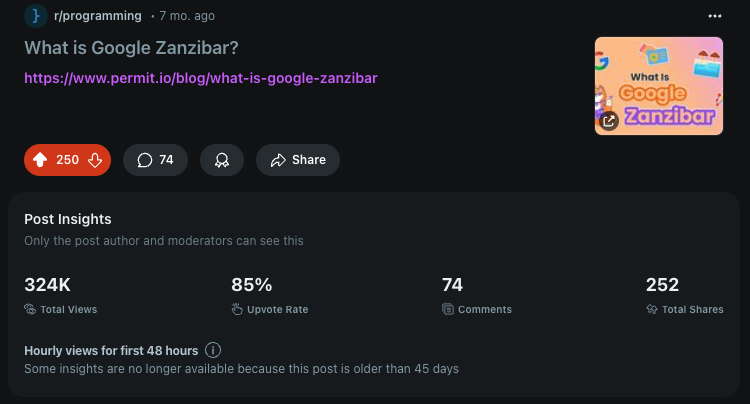 r/programming • 7 mo. ago
What is Google Zanzibar?
https://www.permit.io/blog/what-is-google-zanzibar
What Is
Google
Zanzibar
250
74
Share
Post Insights
Only the post author and moderators can see this
324K
85%
74
252
Total Views
Upvote Rate
Comments
Total Shares
Hourly views for first 48 hours
Some insights are no longer available because this post is older than 45 days